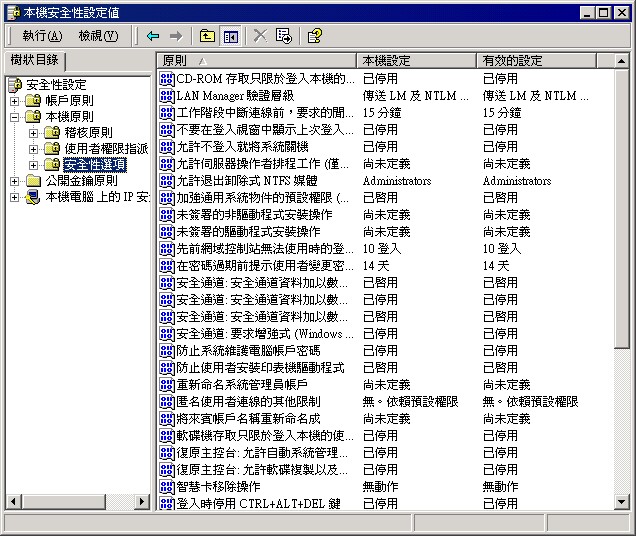 本機安全性設定值
執行(A) 檢視(V)
樹狀目錄
安全性設定
帳戶原則
本機原則
稽核原則
使用者權限指派
安全性選項
公開金鑰原則
本機電腦 上的 IP 安
原則 本機設定 有效的設定
CD-ROM 存取只限於登入本機的... 已停用 已停用
LAN Manager 驗證層級 傳送 LM 及 NTLM ... 傳送 LM 及 NTLM ...
工作階段中斷連線前，要求的閒... 15 分鐘 15 分鐘
不要在登入視窗中顯示上次登入... 已停用 已停用
允許不登入就將系統關機 已停用 已停用
允許伺服器操作者排程工作 (僅... 尚未定義 尚未定義
允許退出卸除式 NTFS 媒體 Administrators Administrators
加強通用系統物件的預設權限 (... 已啓用 已啓用
未簽署的非驅動程式安裝操作 尚未定義 尚未定義
未簽署的驅動程式安裝操作 尚未定義 尚未定義
先前網域控制站無法使用時的登... 10 登入 10 登入
在密碼過期前提示使用者變更密... 14 天 14 天
安全通道: 安全通道資料加以數... 已啓用 已啓用
安全通道: 安全通道資料加以數... 已停用 已停用
安全通道: 安全通道資料加以數... 已啓用 已啓用
安全通道: 要求增強式 (Windows ... 已停用 已停用
防止系統維護電腦帳戶密碼 已停用 已停用
防止使用者安裝印表機驅動程式 已啓用 已啓用
重新命名系統管理員帳戶 尚未定義 尚未定義
匿名使用者連線的其他限制 無。依賴預設權限 無。依賴預設權限
將來賓帳戶名稱重新命名成 尚未定義 尚未定義
軟碟機存取只限於登入本機的使... 已停用 已停用
復原主控台: 允許自動系統管理... 已停用 已停用
復原主控台: 允許軟碟複製以及... 已停用 已停用
智慧卡移除操作 無動作 無動作
登入時停用 CTRL+ALT+DEL 鍵 已停用 已停用